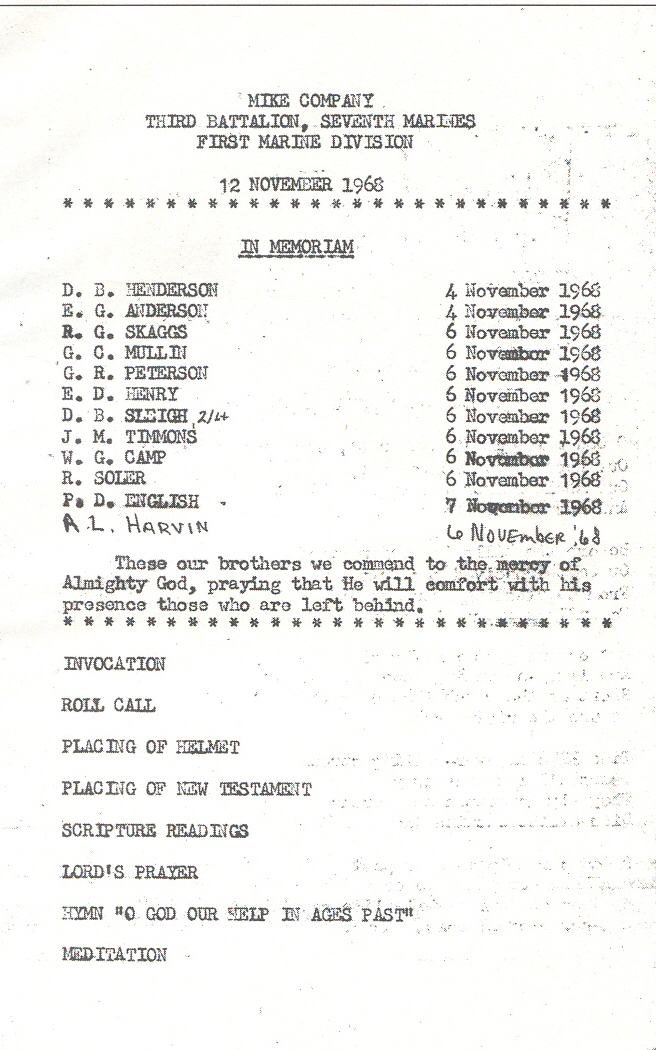 MIKE COMPANY
THIRD BATTALION, SEVENTH MARINES
FIRST MARINE DIVISION
12 NOVEMBER 1968
* * * * * * * * * * * * * * * * * * * * * * * * * * *
IN MEMORIAM
D. B. HENDERSON 4 November 1968
E. G. ANDERSON 4 November 1968
R. G. SKAGGS 6 November 1968
G. C. MULLIN 6 November 1968
G. R. PETERSON 6 November 1968
E. D. HENRY 6 November 1968
D. B. SLEIGH 2/4 6 November 1968
J. M. TIMMONS 6 November 1968
W. G. CAMP 6 November 1968
R. SOLER 6 November 1968
P. D. ENGLISH 7 November 1968
A. L. HARVIN 6 NOVEMBER '68
These our brothers we commend to the mercy of
Almighty God, praying that He will comfort with his
presence those who are left behind.
* * * * * * * * * * * * * * * * * * * * * * * * * * *
INVOCATION
ROLL CALL
PLACING OF HELMET
PLACING OF NEW TESTAMENT
SCRIPTURE READINGS
LORD'S PRAYER
HYMN "O GOD OUR HELP IN AGES PAST"
MEDITATION